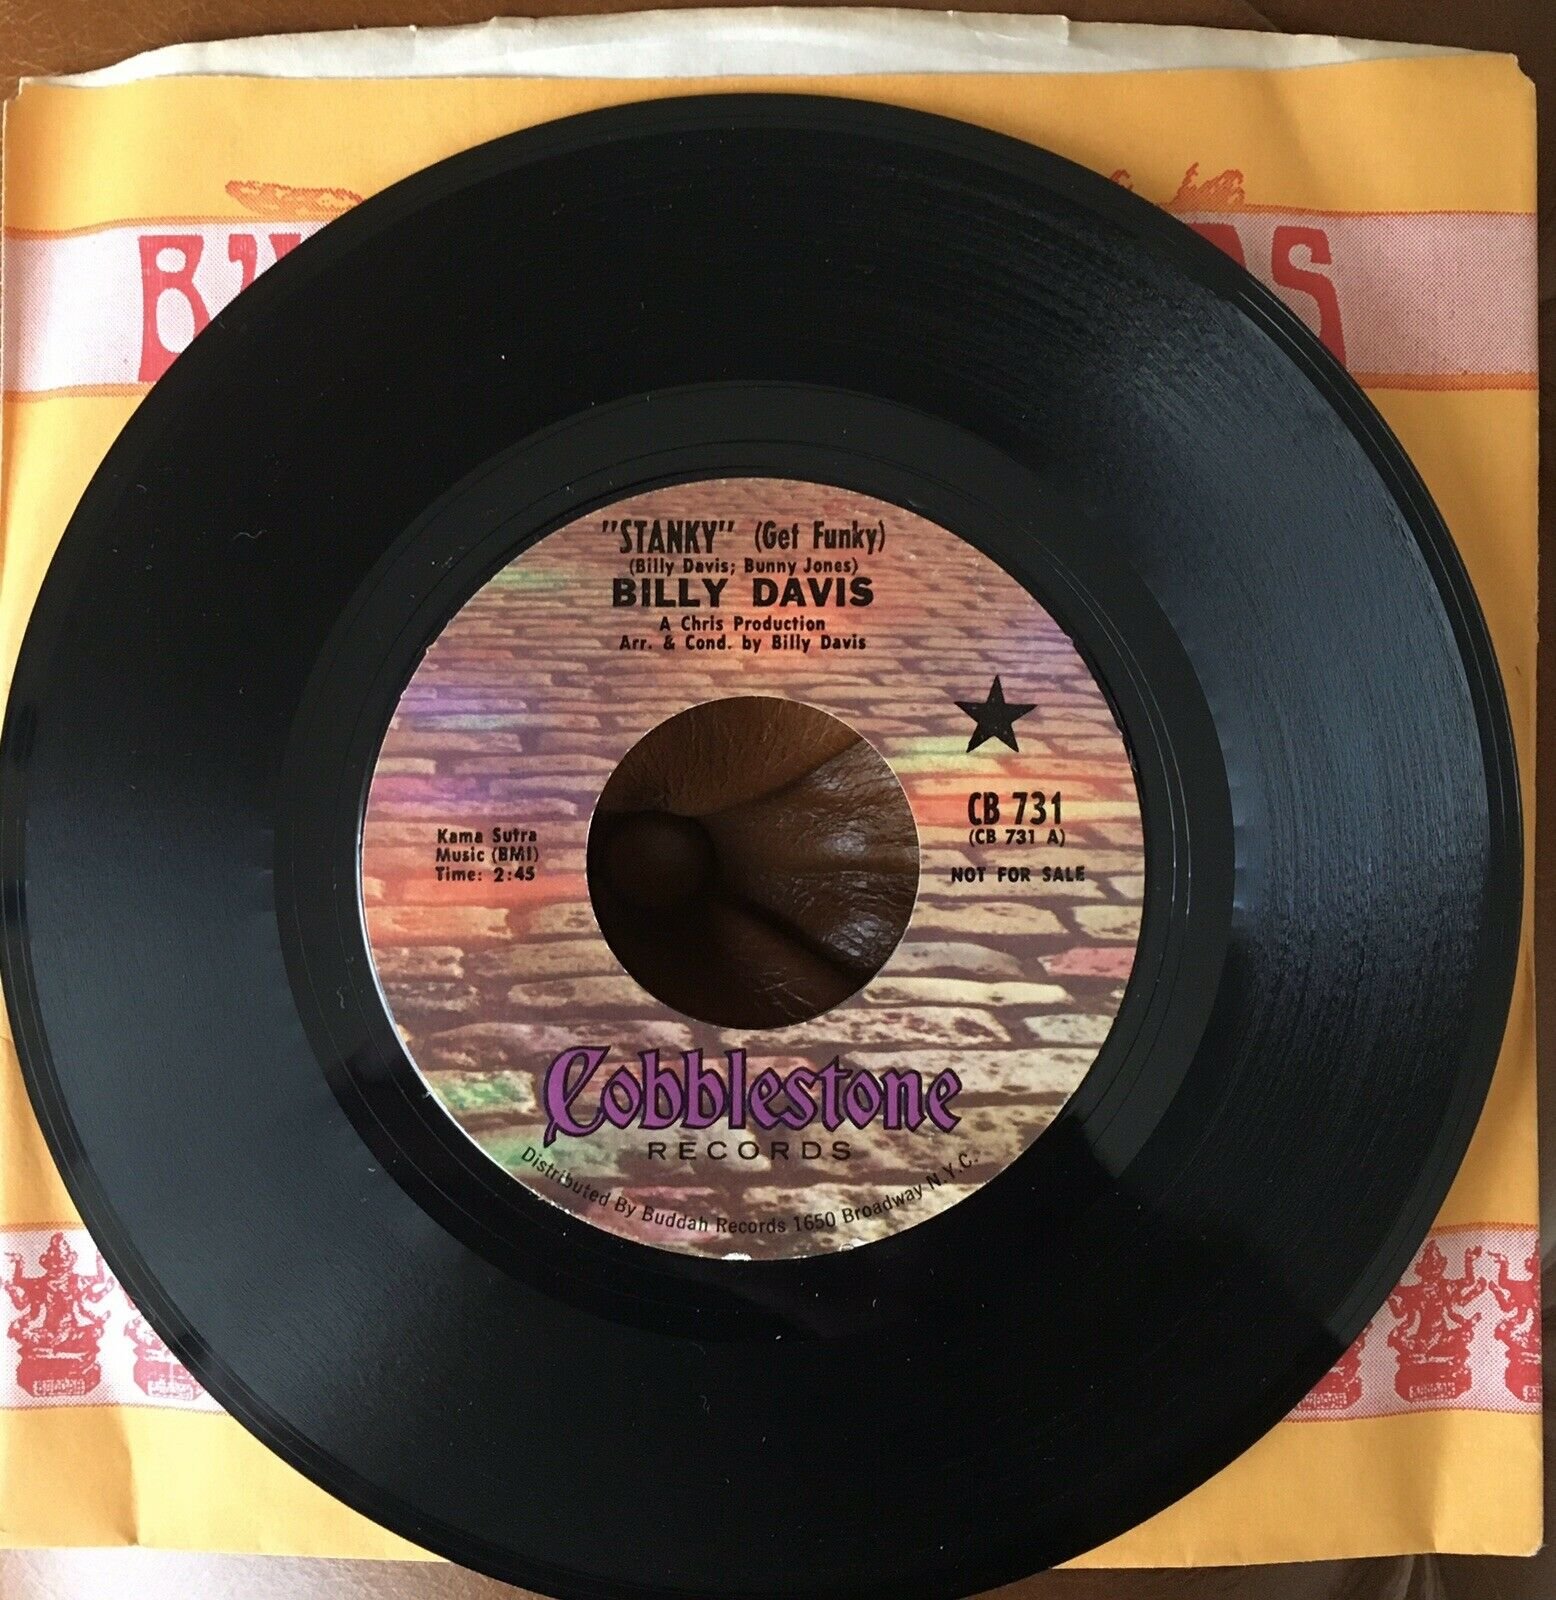 "STANKY" (Get Funky)
(Billy Davis; Bunny Jones)
BILLY DAVIS
A Chris Production
Arr. & Cond. by Billy Davis
CB 731
(CB 731 A)
NOT FOR SALE
Kama Sutra
Music (BMI)
Time: 2:45
Cobblestone
RECORDS
Distributed By Buddah Records 1650 Broadway N.Y.C.